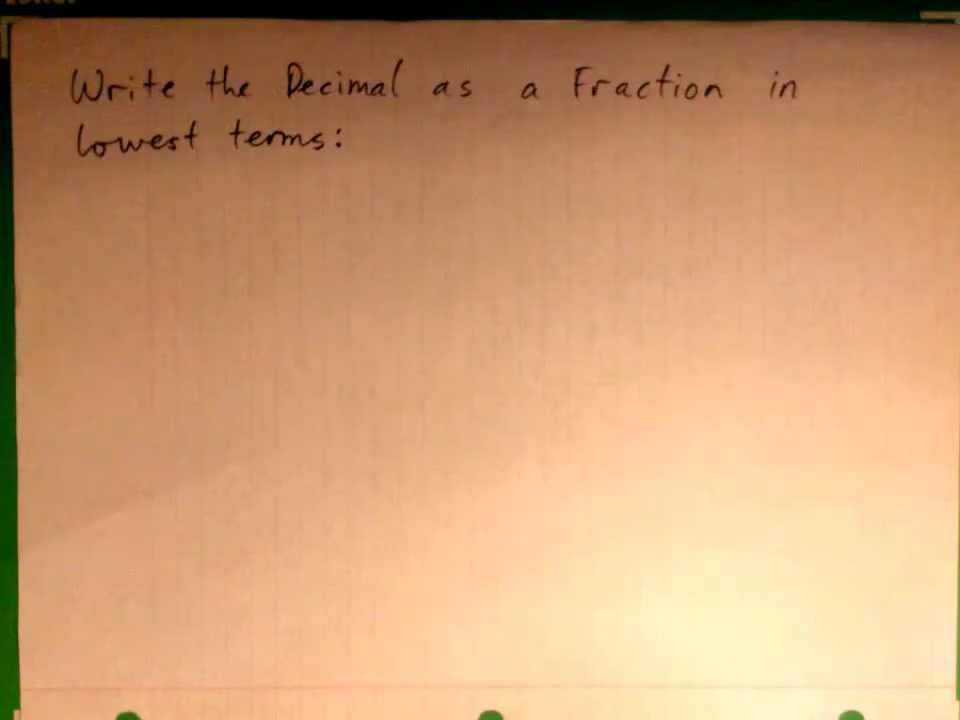 Write the Decimal as a Fraction in
lowest terms: